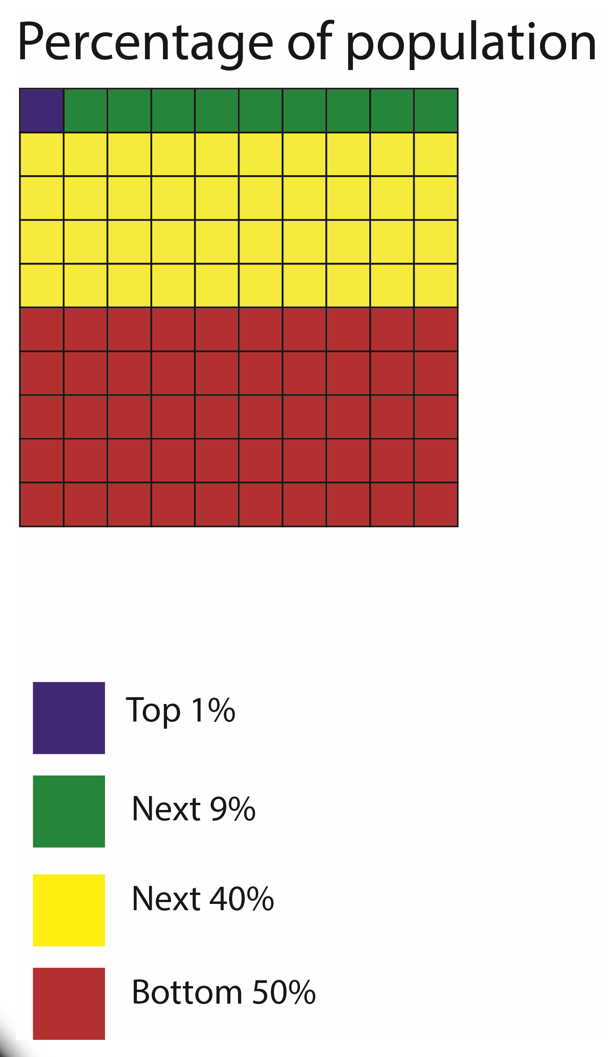 Percentage of population
Top 1%
Next 9%
Next 40%
Bottom 50%